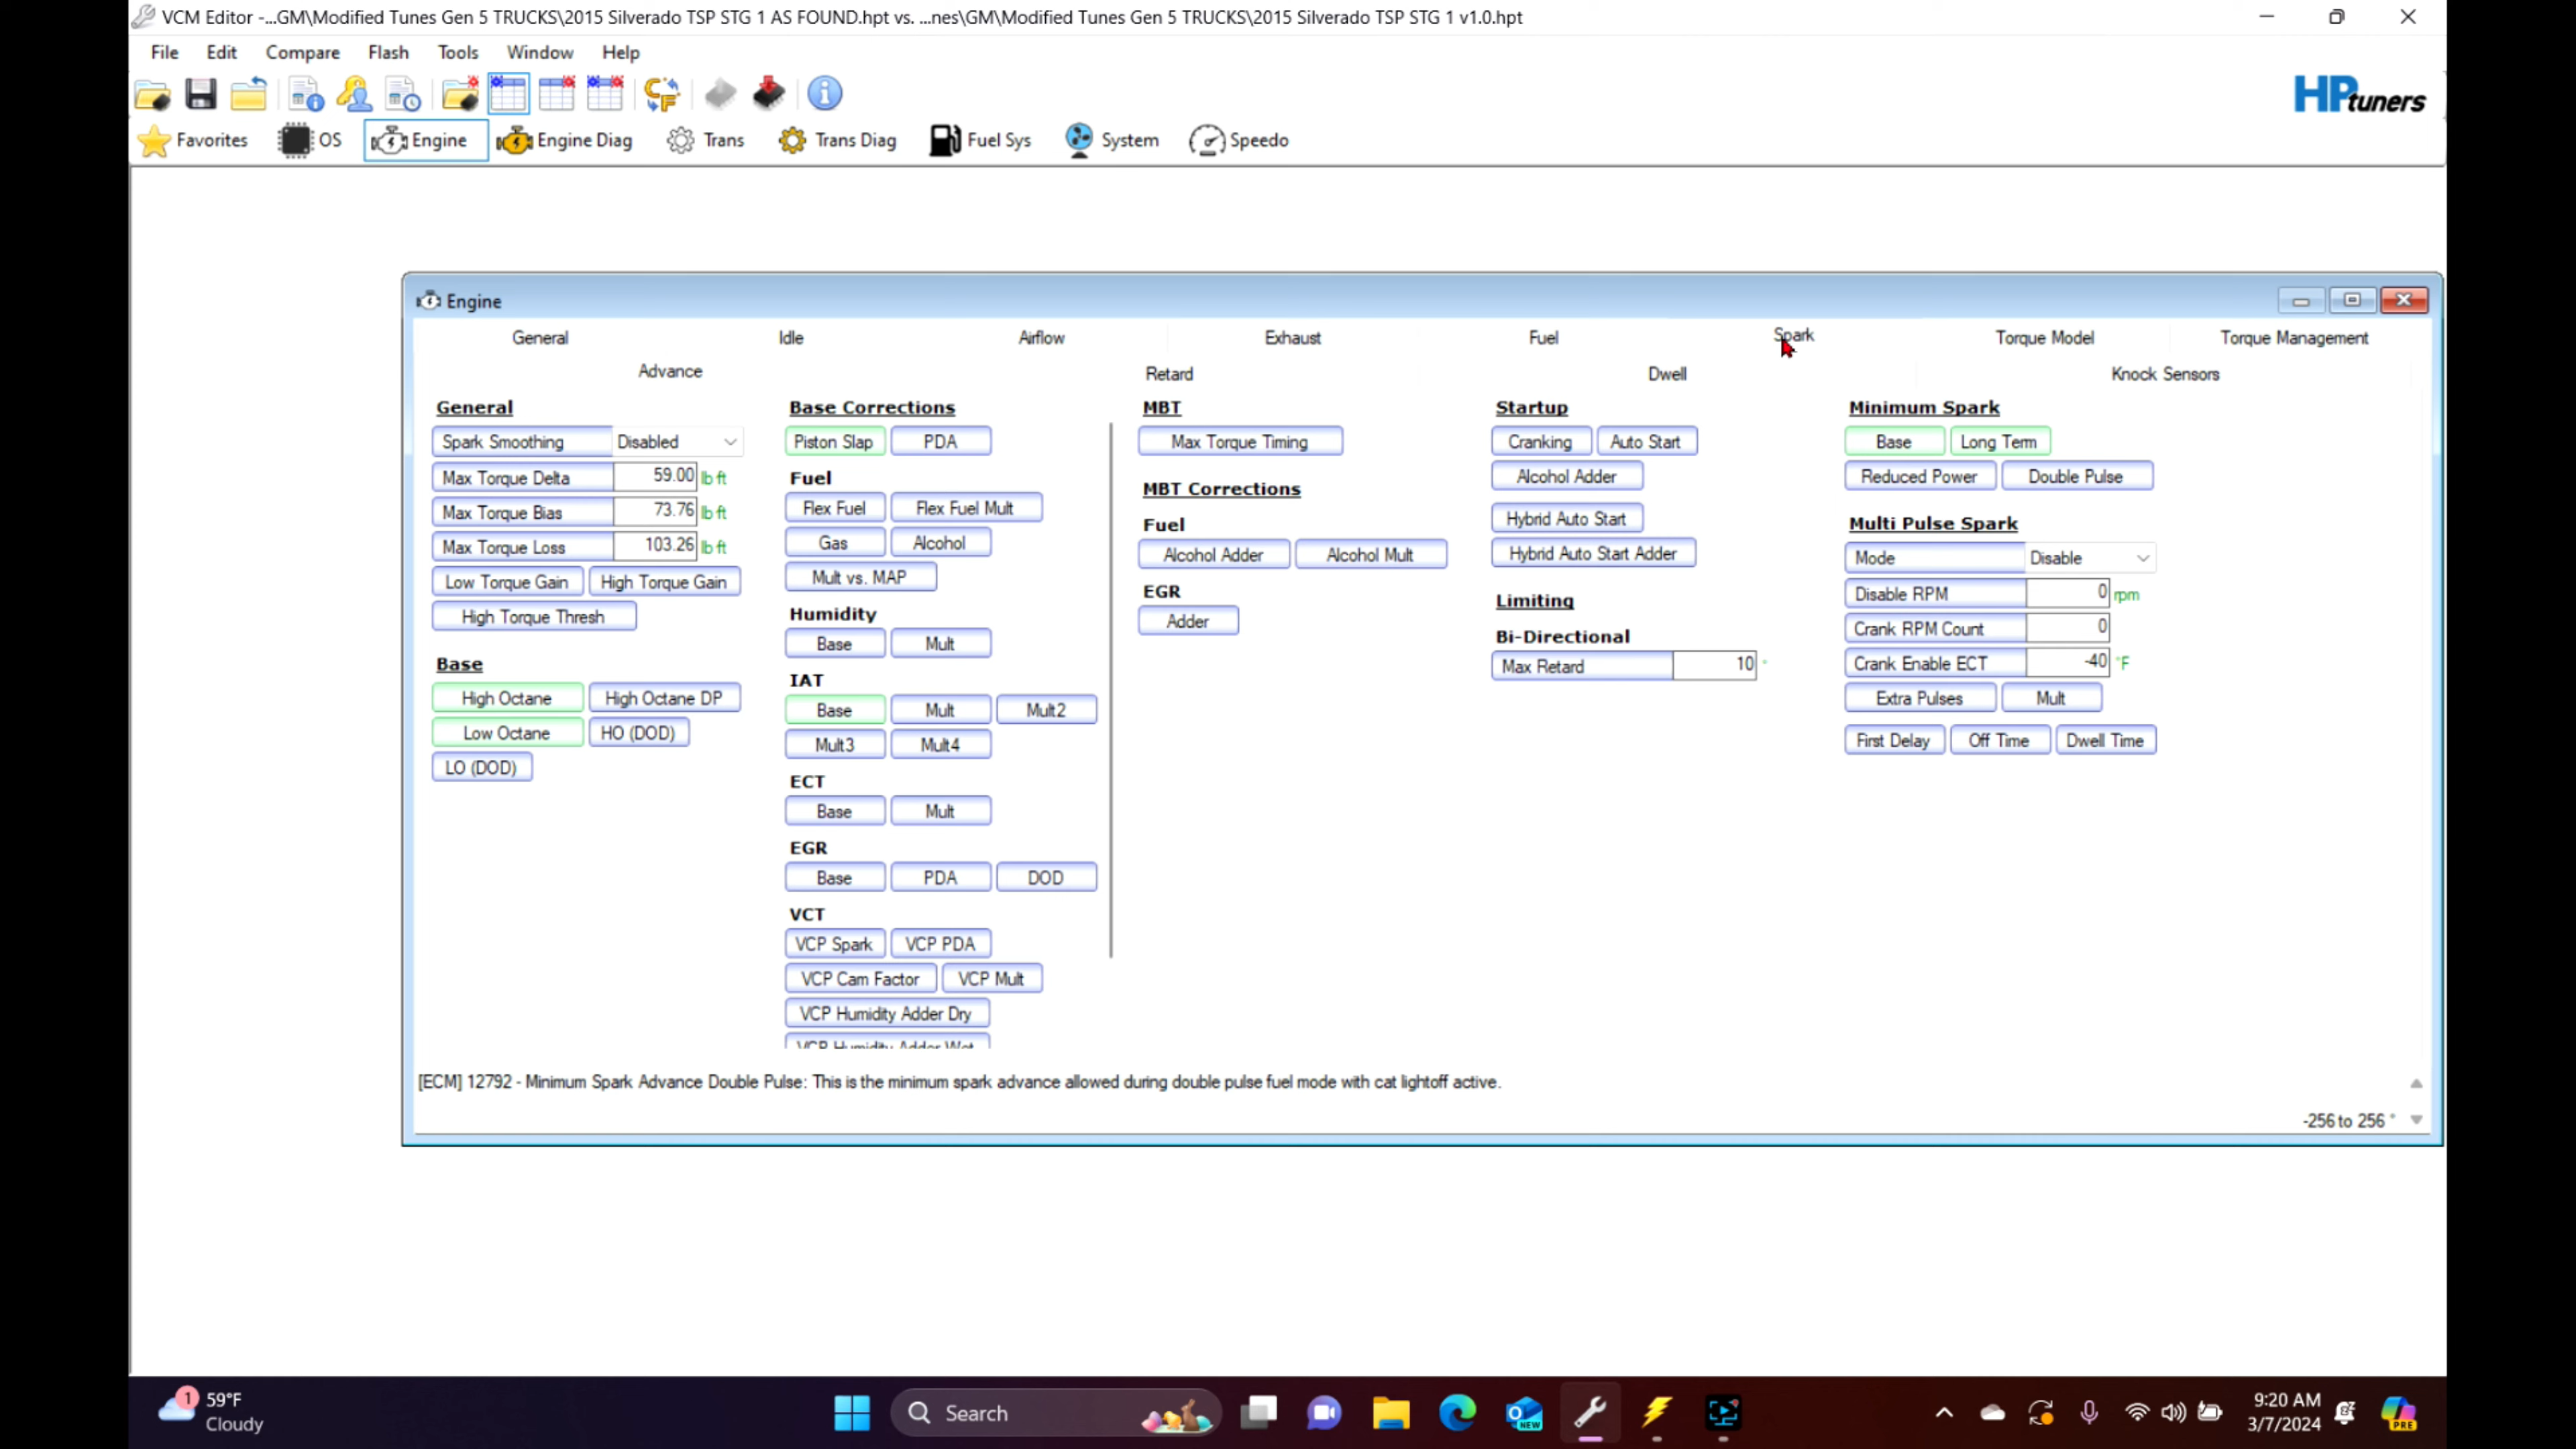 VCM Editor -...GM\Modified Tunes Gen 5 TRUCKS\2015 Silverado TSP STG 1 AS FOUND.hpt vs. ...nes\GM\Modified Tunes Gen 5 TRUCKS\2015 Silverado TSP STG 1 v1.0.hpt
File Edit Compare Flash Tools Window Help
HPtuners
Favorites OS Engine Engine Diag Trans Trans Diag Fuel Sys System Speedo
Engine
General Idle Airflow Exhaust Fuel Spark Torque Model Torque Management
Advance Retard Dwell Knock Sensors
General
Spark Smoothing Disabled
Max Torque Delta 59.00 lb ft
Max Torque Bias 73.76 lb ft
Max Torque Loss 103.26 lb ft
Low Torque Gain High Torque Gain
High Torque Thresh
Base
High Octane High Octane DP
Low Octane HO (DOD)
LO (DOD)
Base Corrections
Piston Slap PDA
Fuel
Flex Fuel Flex Fuel Mult
Gas Alcohol
Mult vs. MAP
Humidity
Base Mult
IAT
Base Mult Mult2
Mult3 Mult4
ECT
Base Mult
EGR
Base PDA DOD
VCT
VCP Spark VCP PDA
VCP Cam Factor VCP Mult
VCP Humidity Adder Dry
VCP Humidity Adder Wet
MBT
Max Torque Timing
MBT Corrections
Fuel
Alcohol Adder Alcohol Mult
EGR
Adder
Startup
Cranking Auto Start
Alcohol Adder
Hybrid Auto Start
Hybrid Auto Start Adder
Limiting
Bi-Directional
Max Retard 10 °
Minimum Spark
Base Long Term
Reduced Power Double Pulse
Multi Pulse Spark
Mode Disable
Disable RPM 0 rpm
Crank RPM Count 0
Crank Enable ECT -40 °F
Extra Pulses Mult
First Delay Off Time Dwell Time
[ECM] 12792 - Minimum Spark Advance Double Pulse: This is the minimum spark advance allowed during double pulse fuel mode with cat lightoff active.
-256 to 256 °
1 59°F
Cloudy
Search
NEW
PRE
9:20 AM
3/7/2024